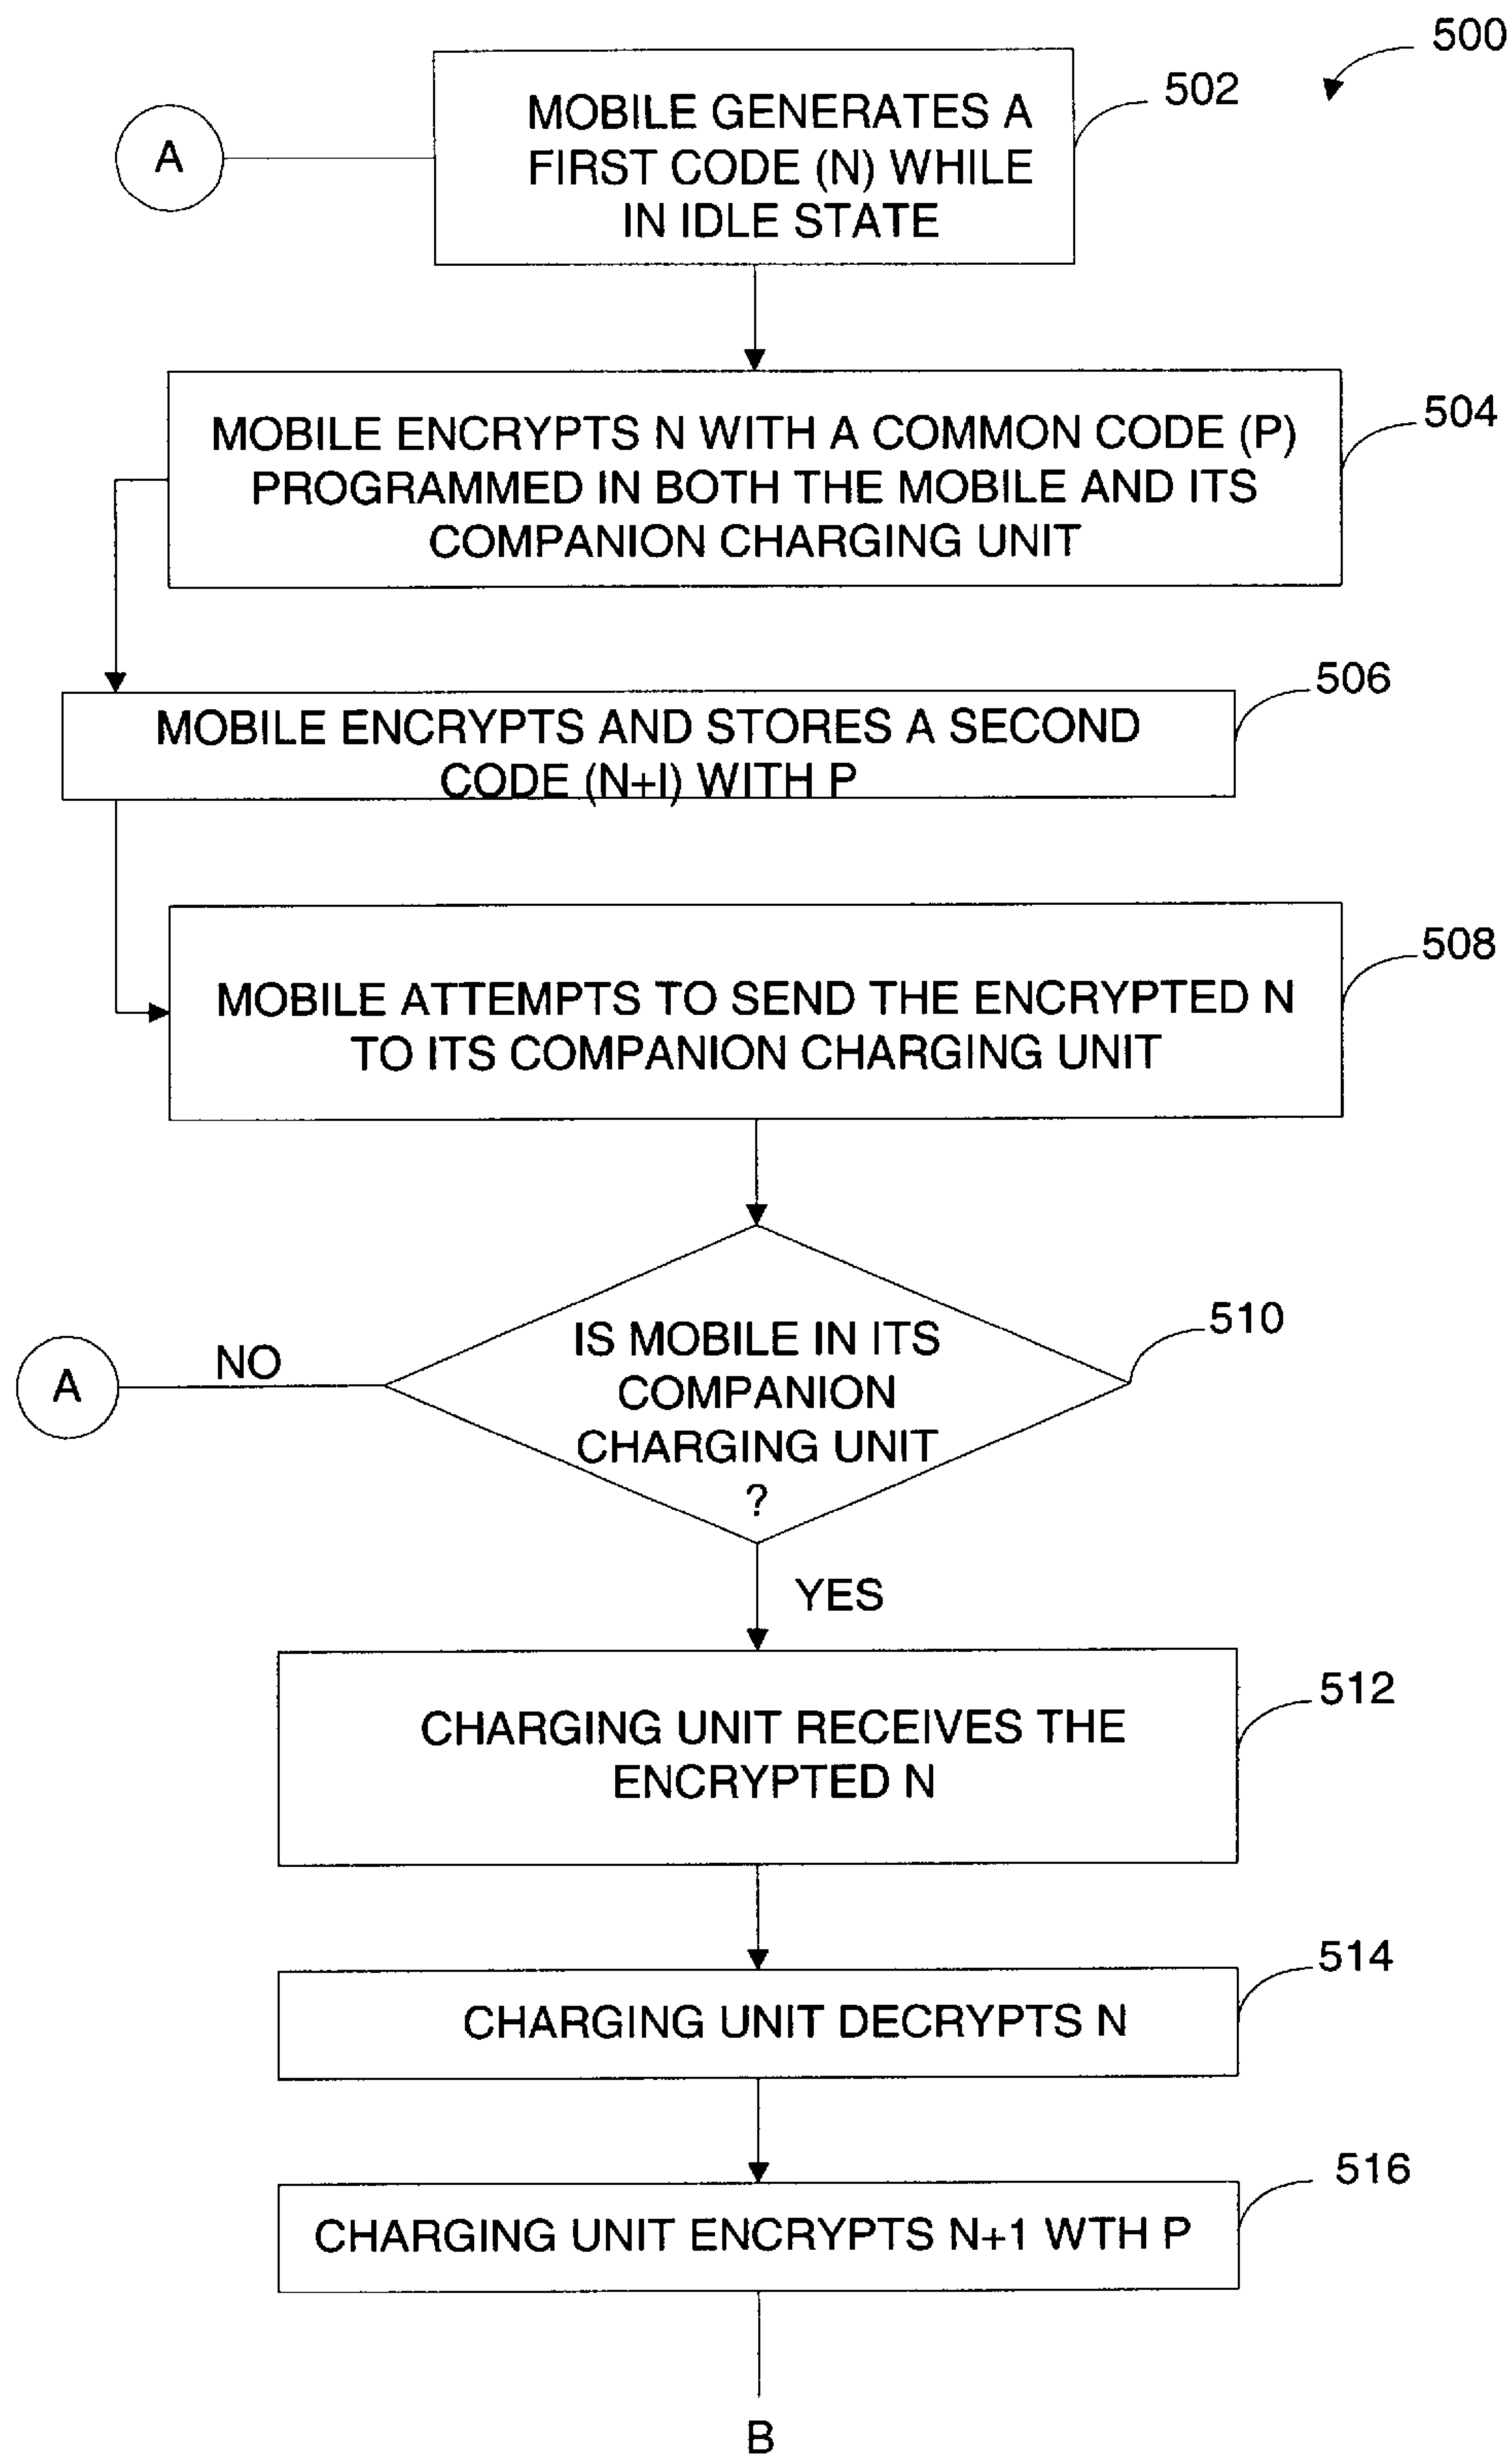 500
502
MOBILE GENERATES A
FIRST CODE (N) WHILE
IN IDLE STATE
A
504
MOBILE ENCRYPTS N WITH A COMMON CODE (P)
PROGRAMMED IN BOTH THE MOBILE AND ITS
COMPANION CHARGING UNIT
506
MOBILE ENCRYPTS AND STORES A SECOND
CODE (N+I) WITH P
508
MOBILE ATTEMPTS TO SEND THE ENCRYPTED N
TO ITS COMPANION CHARGING UNIT
510
IS MOBILE IN ITS
COMPANION
CHARGING UNIT
?
NO
A
YES
512
CHARGING UNIT RECEIVES THE
ENCRYPTED N
514
CHARGING UNIT DECRYPTS N
516
CHARGING UNIT ENCRYPTS N+1 WTH P
B